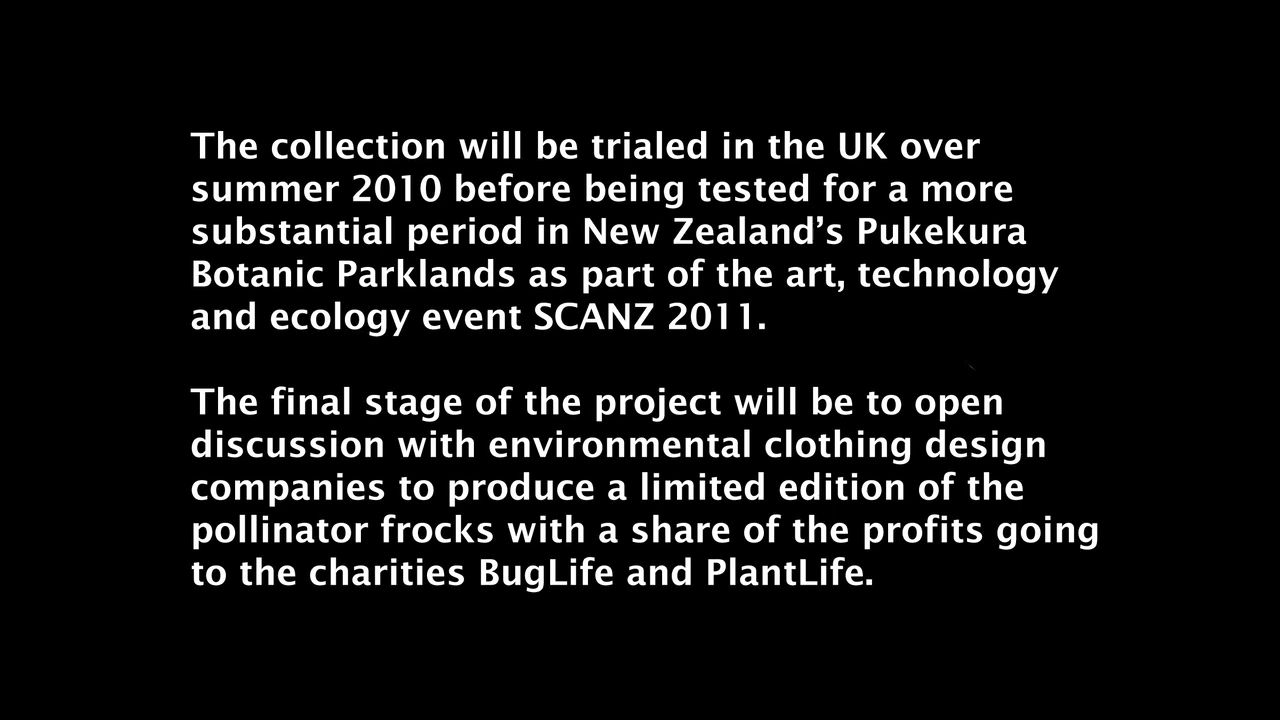 The collection will be trialed in the UK over
summer 2010 before being tested for a more
substantial period in New Zealand’s Pukekura
Botanic Parklands as part of the art, technology
and ecology event SCANZ 2011.
The final stage of the project will be to open
discussion with environmental clothing design
companies to produce a limited edition of the
pollinator frocks with a share of the profits going
to the charities BugLife and PlantLife.